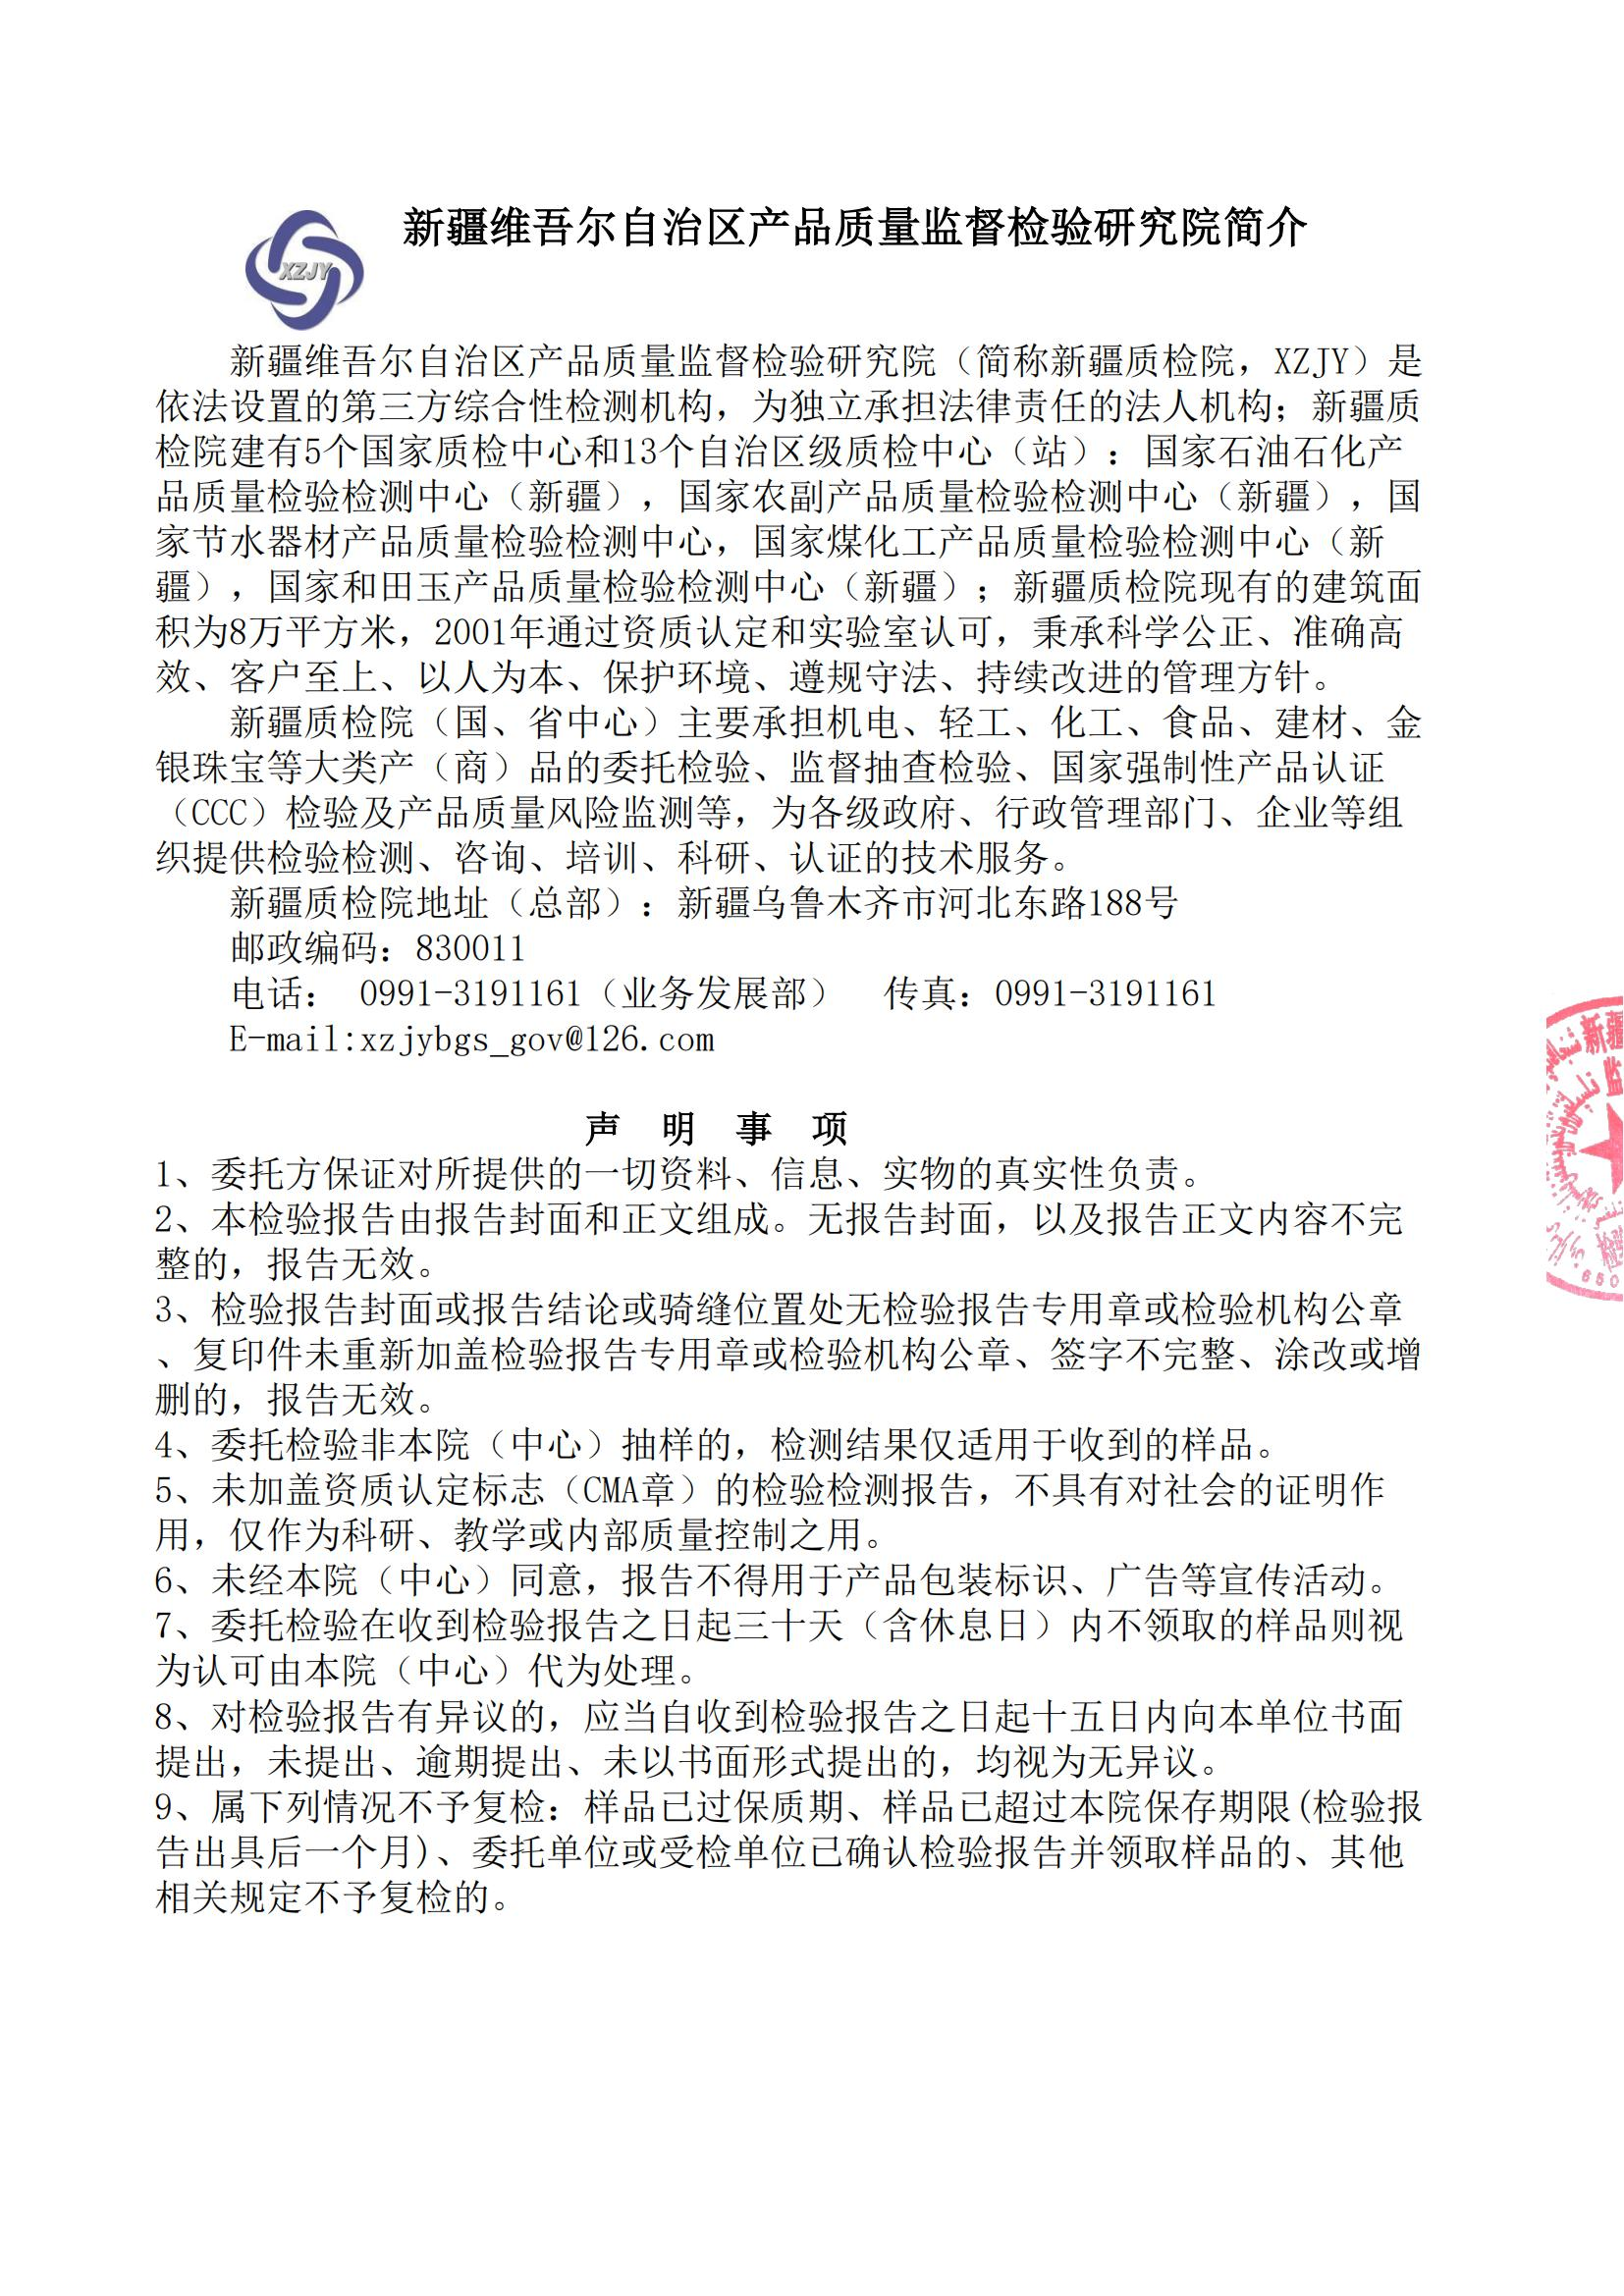 新疆维吾尔自治区产品质量监督检验研究院简介
XZJY
新疆维吾尔自治区产品质量监督检验研究院（简称新疆质检院，XZJY）是
依法设置的第三方综合性检测机构，为独立承担法律责任的法人机构；新疆质
检院建有5个国家质检中心和13个自治区级质检中心（站）：国家石油石化产
品质量检验检测中心（新疆），国家农副产品质量检验检测中心（新疆），国
家节水器材产品质量检验检测中心，国家煤化工产品质量检验检测中心（新
疆），国家和田玉产品质量检验检测中心（新疆）；新疆质检院现有的建筑面
积为8万平方米，2001年通过资质认定和实验室认可，秉承科学公正、准确高
效、客户至上、以人为本、保护环境、遵规守法、持续改进的管理方针。
新疆质检院（国、省中心）主要承担机电、轻工、化工、食品、建材、金
银珠宝等大类产（商）品的委托检验、监督抽查检验、国家强制性产品认证
（CCC）检验及产品质量风险监测等，为各级政府、行政管理部门、企业等组
织提供检验检测、咨询、培训、科研、认证的技术服务。
新疆质检院地址（总部）：新疆乌鲁木齐市河北东路188号
邮政编码：830011
电话： 0991-3191161（业务发展部） 传真：0991-3191161
E-mail:xzjybgs_gov@126.com
声 明 事 项
1、委托方保证对所提供的一切资料、信息、实物的真实性负责。
2、本检验报告由报告封面和正文组成。无报告封面，以及报告正文内容不完
整的，报告无效。
3、检验报告封面或报告结论或骑缝位置处无检验报告专用章或检验机构公章
、复印件未重新加盖检验报告专用章或检验机构公章、签字不完整、涂改或增
删的，报告无效。
4、委托检验非本院（中心）抽样的，检测结果仅适用于收到的样品。
5、未加盖资质认定标志（CMA章）的检验检测报告，不具有对社会的证明作
用，仅作为科研、教学或内部质量控制之用。
6、未经本院（中心）同意，报告不得用于产品包装标识、广告等宣传活动。
7、委托检验在收到检验报告之日起三十天（含休息日）内不领取的样品则视
为认可由本院（中心）代为处理。
8、对检验报告有异议的，应当自收到检验报告之日起十五日内向本单位书面
提出，未提出、逾期提出、未以书面形式提出的，均视为无异议。
9、属下列情况不予复检：样品已过保质期、样品已超过本院保存期限(检验报
告出具后一个月)、委托单位或受检单位已确认检验报告并领取样品的、其他
相关规定不予复检的。
新疆
监
650